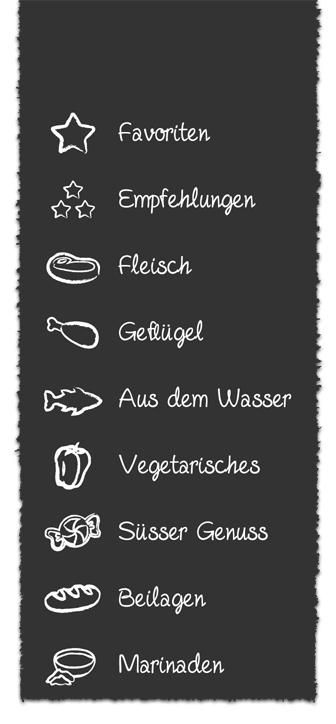 Favoriten
Empfehlungen
Fleisch
Geflügel
Aus dem Wasser
Vegetarisches
Süsser Genuss
Beilagen
Marinaden